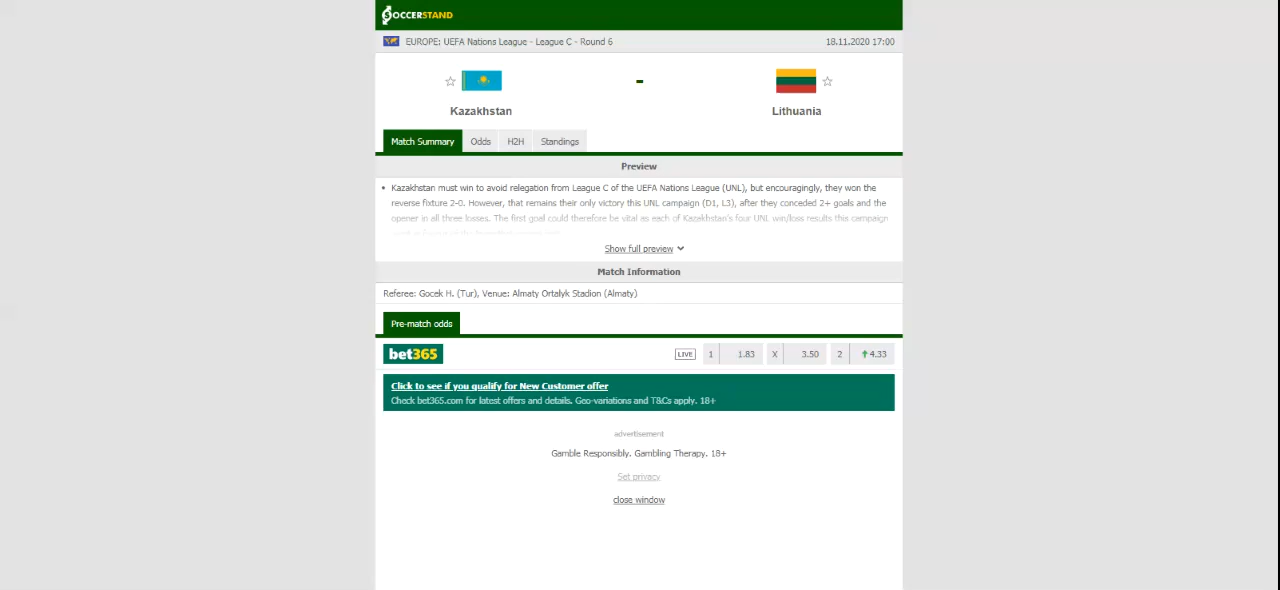 SOCCERSTAND
EUROPE: UEFA Nations League - League C - Round 6
18.11.2020 17:00
-
Kazakhstan
Lithuania
Match Summary
Odds
H2H
Standings
Preview
• Kazakhstan must win to avoid relegation from League C of the UEFA Nations League (UNL), but encouragingly, they won the
reverse fixture 2-0. However, that remains their only victory this UNL campaign (D1, L3), after they conceded 2+ goals and the
opener in all three losses. The first goal could therefore be vital as each of Kazakhstan's four UNL win/loss results this campaign
Show full preview
Match Information
Referee: Gocek H. (Tur), Venue: Almaty Ortalyk Stadion (Almaty)
Pre-match odds
bet365
LIVE
1 1.83
X 3.50
2 4.33
Click to see if you qualify for New Customer offer
Check bet365.com for latest offers and details. Geo-variations and T&Cs apply. 18+
advertisement
Gamble Responsibly. Gambling Therapy. 18+
Set privacy
close window